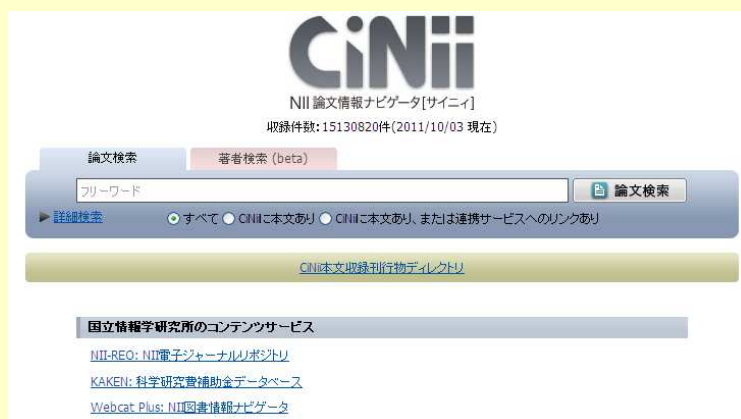 CiNii
NII 論文情報ナビゲータ[サイニィ]
収録件数:15130820件(2011/10/03 現在)
論文検索 著者検索 (beta)
フリーワード 論文検索
詳細検索 すべて CiNiiに本文あり CiNiiに本文あり、または連携サービスへのリンクあり
CiNii本文収録刊行物ディレクトリ
国立情報学研究所のコンテンツサービス
NII-REO: NII電子ジャーナルリポジトリ
KAKEN: 科学研究費補助金データベース
Webcat Plus: NII図書情報ナビゲータ